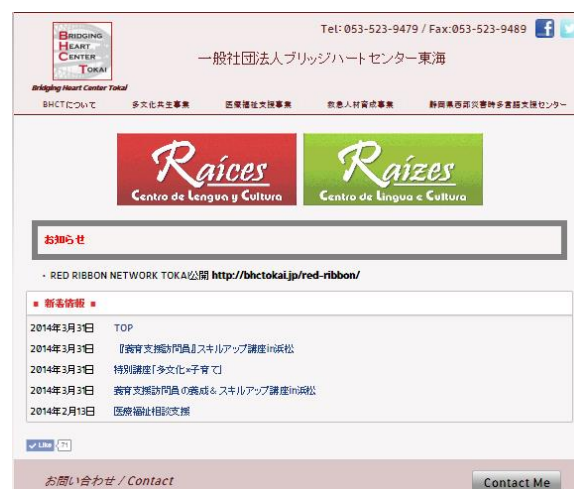 BRIDGING
HEART
CENTER
TOKAI
Bridging Heart Center Tokai
Tel:053-523-9479 / Fax:053-523-9489
一般社団法人ブリッジハートセンター東海
BHCTについて 多文化共生事業 医療福祉支援事業 救急人材育成事業 静岡県西部災害時多言語支援センター
Raíces
Centro de Lengua y Cultura
Raízes
Centro de Lingua e Cultura
お知らせ
・RED RIBBON NETWORK TOKAI公開 http://bhctokai.jp/red-ribbon/
■ 新着情報 ■
2014年3月31日 TOP
2014年3月31日 『養育支援訪問員』スキルアップ講座in浜松
2014年3月31日 特別講座「多文化×子育て」
2014年3月31日 養育支援訪問員の養成&スキルアップ講座in浜松
2014年2月13日 医療福祉相談支援
Like 71
お問い合わせ / Contact
Contact Me